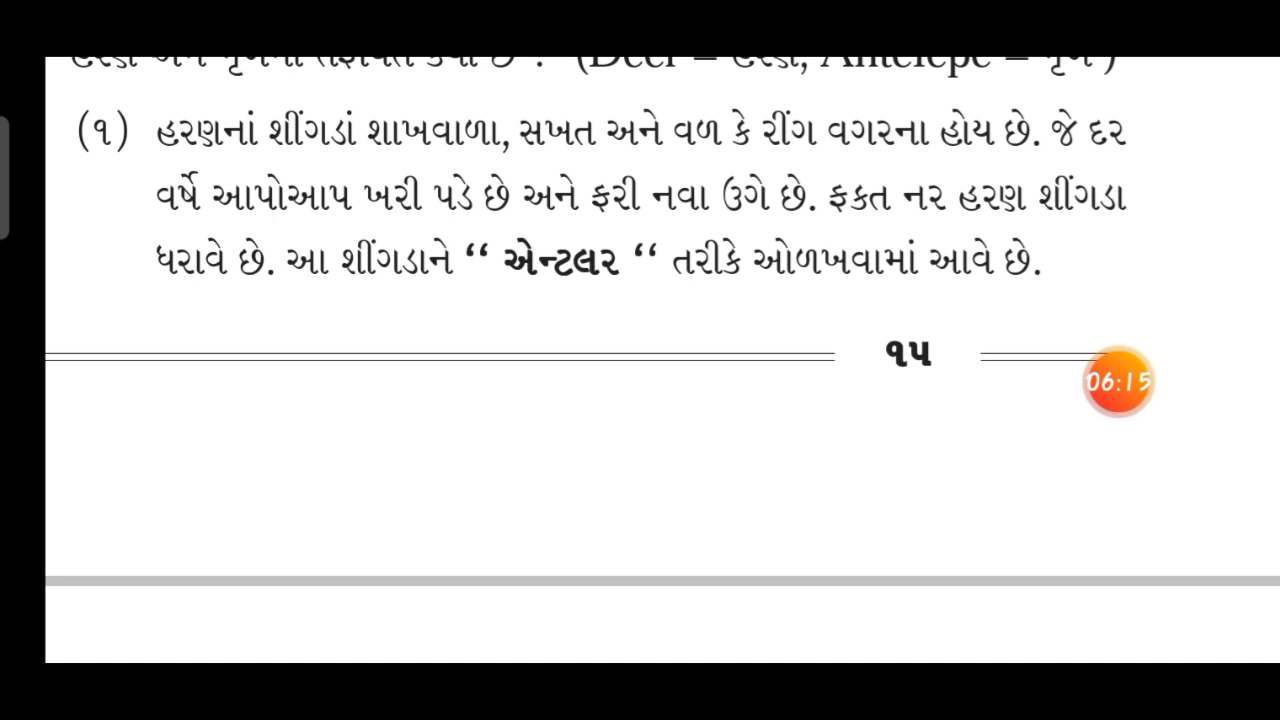 (૧) હરણનાં શીંગડાં શાખવાળા, સખત અને વળ કે રીંગ વગરના હોય છે. જે દર
વર્ષે આપોઆપ ખરી પડે છે અને ફરી નવા ઉગે છે. ફકત નર હરણ શીંગડા
ધરાવે છે. આ શીંગડાને “ એન્ટલર “ તરીકે ઓળખવામાં આવે છે.
૧૫
06:15